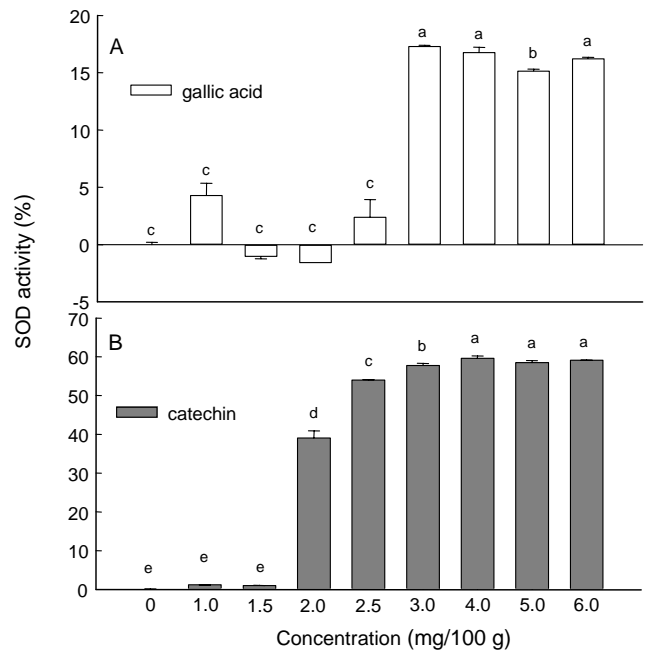 20
A
a
a
b
a
gallic acid
15
10
c
5
c
c
c
c
0
-5
SOD activity (%)
70
B
60
a
a
a
b
c
50
catechin
d
40
30
20
10
e
e
e
0
0 1.0 1.5 2.0 2.5 3.0 4.0 5.0 6.0
Concentration (mg/100 g)